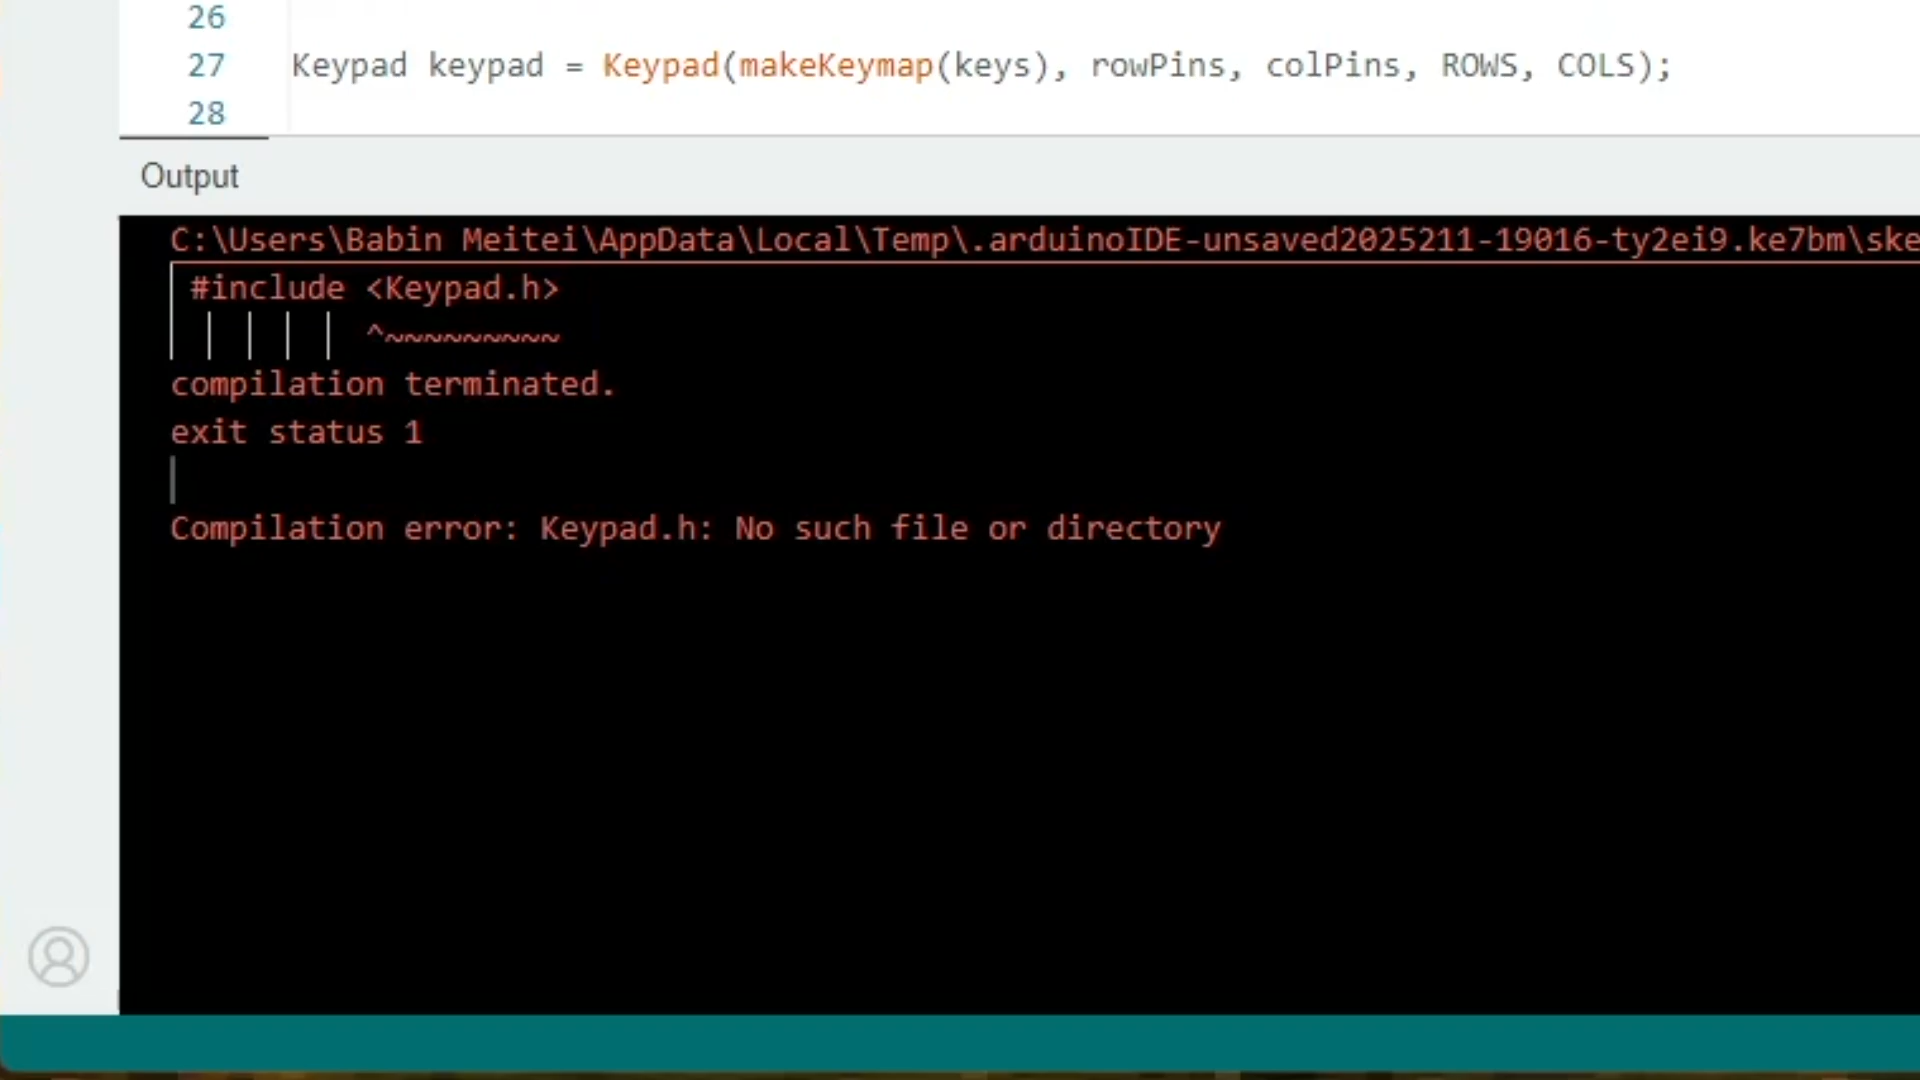 26
27 Keypad keypad = Keypad(makeKeymap(keys), rowPins, colPins, ROWS, COLS);
28
Output
C:\Users\Babin Meitei\AppData\Local\Temp\.arduinoIDE-unsaved2025211-19016-ty2ei9.ke7bm\ske
#include <Keypad.h>
^~~~~~~~~~
compilation terminated.
exit status 1
Compilation error: Keypad.h: No such file or directory